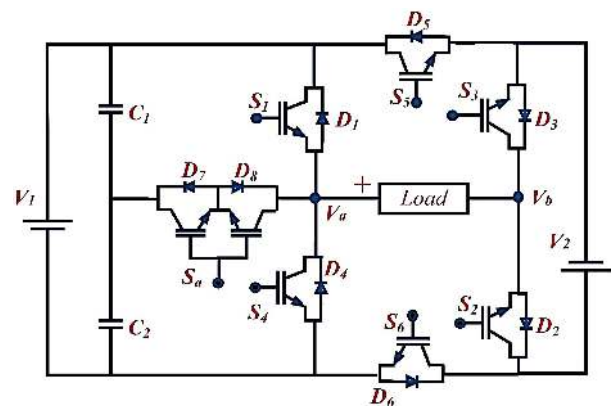 D5
S1
S3
S5
C1
D1
D3
D7
D8
V1
+
Load
Va
Vb
V2
Sa
D4
S4
S6
S2
C2
D2
D6